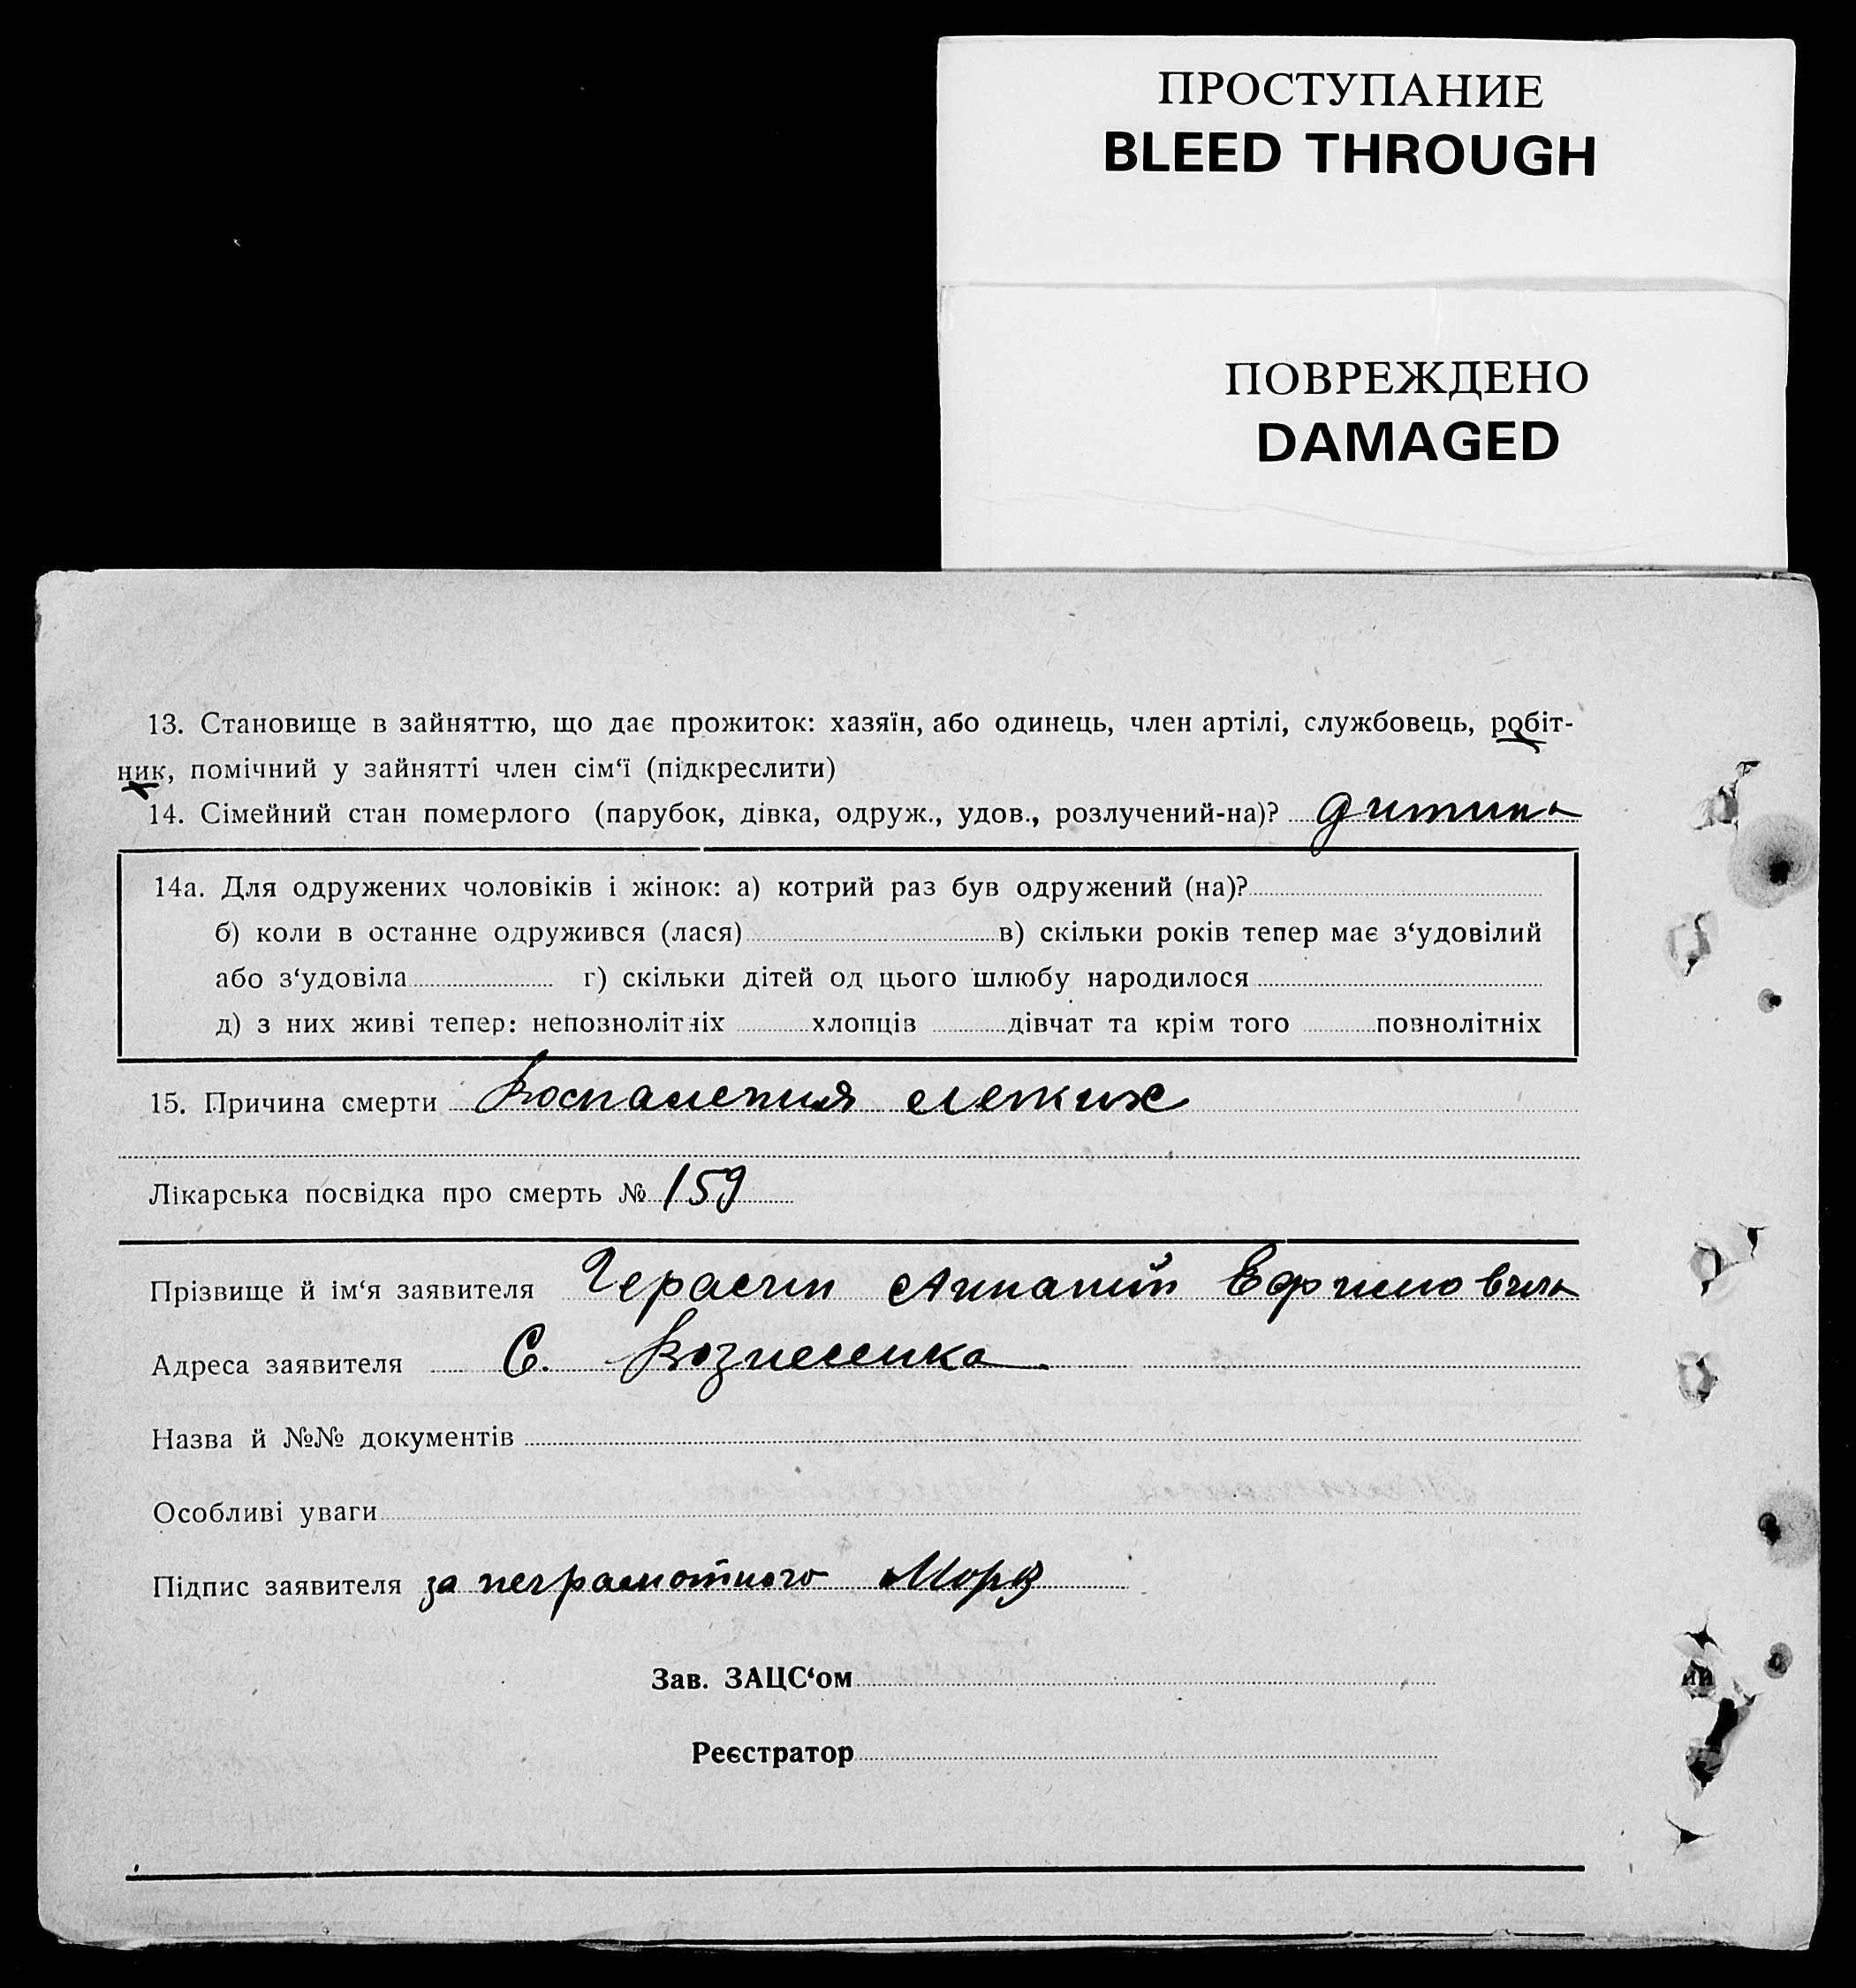 ПРОСТУПАНИЕ
BLEED THROUGH
ПОВРЕЖДЕНО
DAMAGED
13. Становище в зайняттю, що дає прожиток: хазяїн, або одинець, член артілі, службовець, робіт-
ник, помічний у зайнятті член сім‘ї (підкреслити)
14. Сімейний стан померлого (парубок, дівка, одруж., удов., розлучений-на)? дитина
14а. Для одружених чоловіків і жінок: а) котрий раз був одружений (на)?
б) коли в останнє одружився (лася) в) скільки років тепер має з‘удовілий
або з‘удовіла г) скільки дітей од цього шлюбу народилося
д) з них живі тепер: неповнолітніх хлопців дівчат та крім того повнолітніх
15. Причина смерти Воспаления легких
Лікарська посвідка про смерть № 159
Прізвище й ім‘я заявителя Герасим Ефимович
Адреса заявителя С. Вознесенка
Назва й №№ документів
Особливі уваги
Підпис заявителя за неграмотного
Зав. ЗАЦС‘ом
Реєстратор